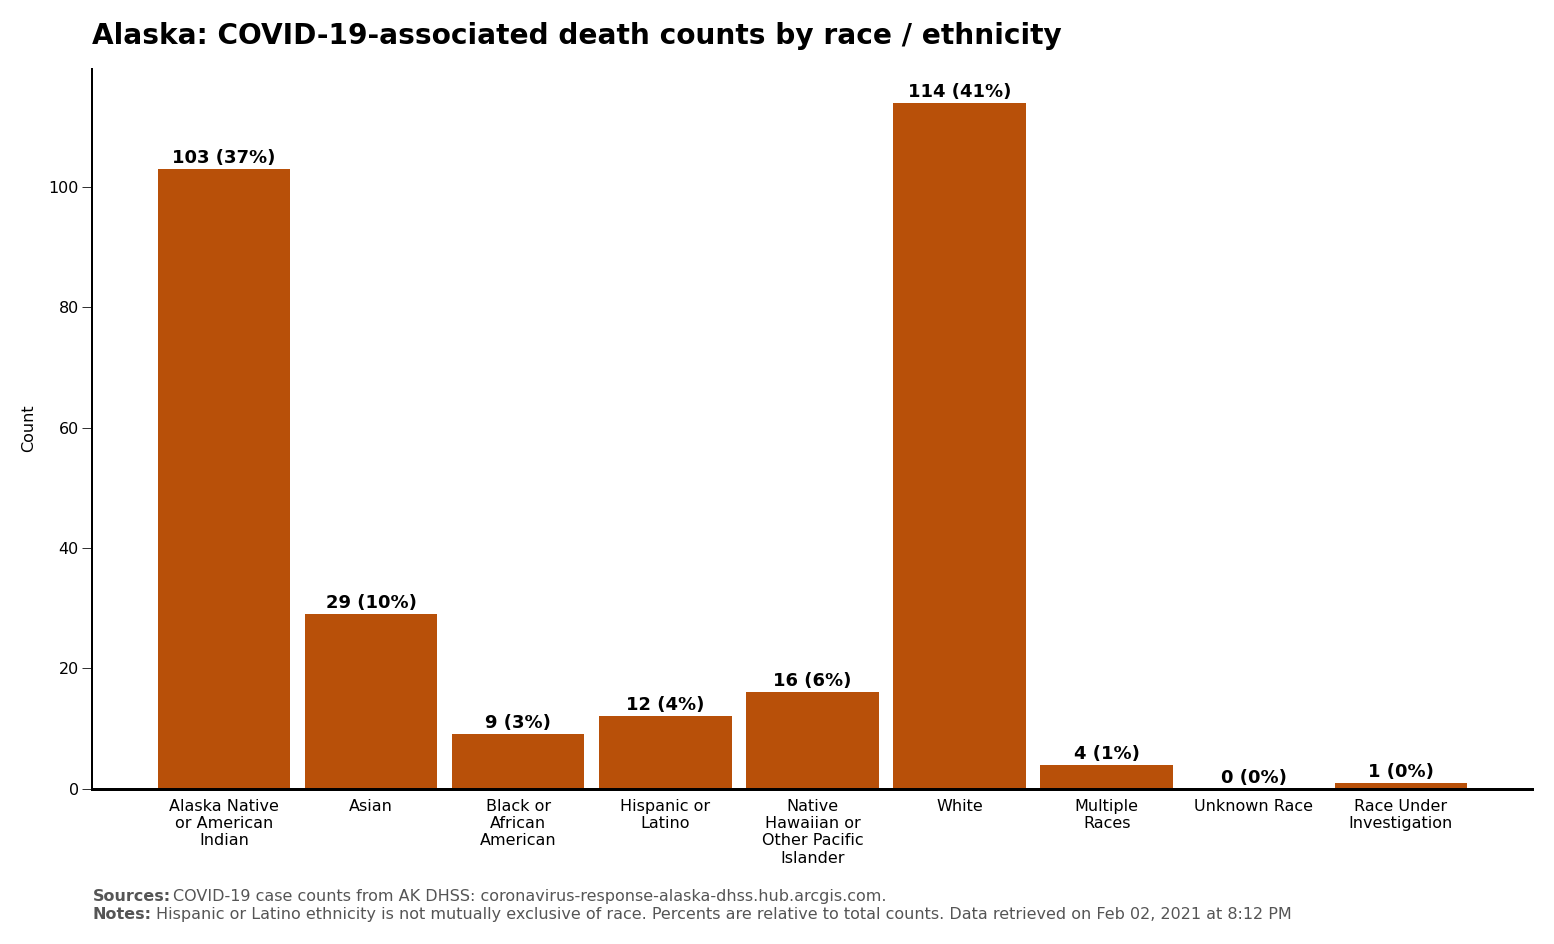 Alaska: COVID-19-associated death counts by race / ethnicity
114 (41%)
103 (37%)
29 (10%)
16 (6%)
12 (4%)
9 (3%)
4 (1%)
0 (0%)
1 (0%)
100
80
60
40
20
0
Count
Alaska Native
or American
Indian
Asian
Black or
African
American
Hispanic or
Latino
Native
Hawaiian or
Other Pacific
Islander
White
Multiple
Races
Unknown Race
Race Under
Investigation
Sources: COVID-19 case counts from AK DHSS: coronavirus-response-alaska-dhss.hub.arcgis.com.
Notes: Hispanic or Latino ethnicity is not mutually exclusive of race. Percents are relative to total counts. Data retrieved on Feb 02, 2021 at 8:12 PM